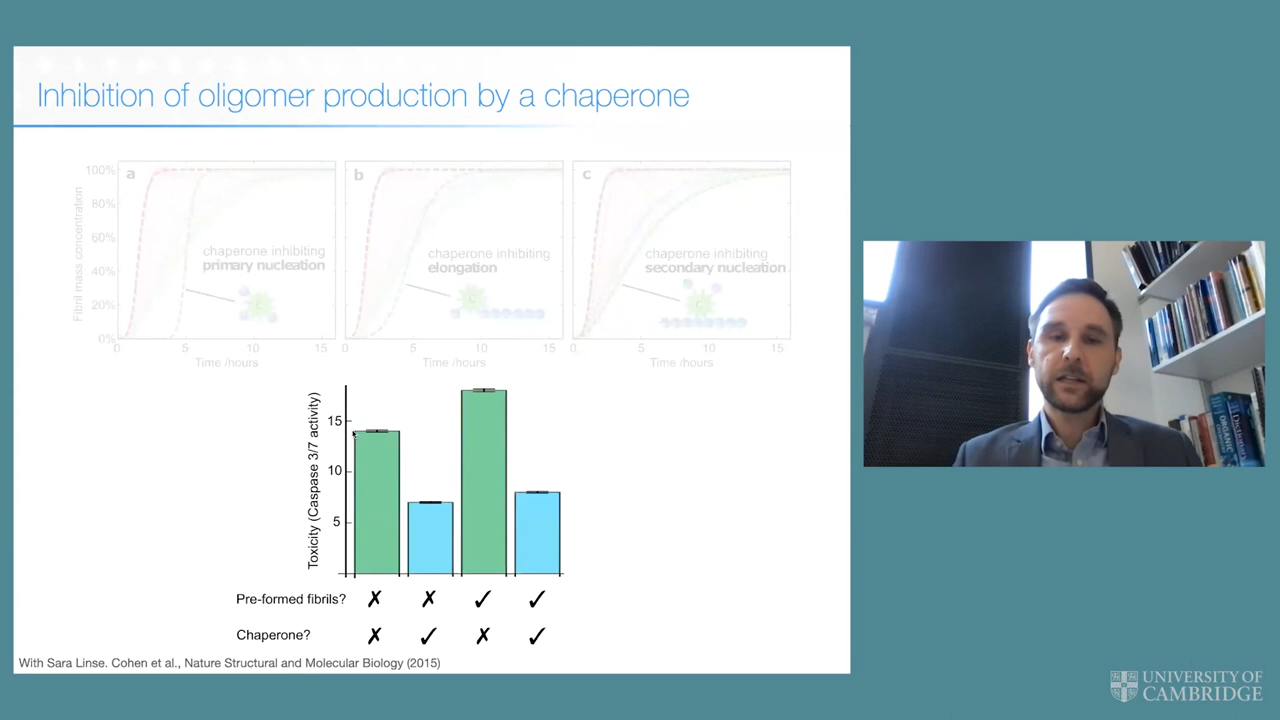 Inhibition of oligomer production by a chaperone
a
b
c
Fibril mass concentration
100%
80%
60%
40%
20%
0%
chaperone inhibiting
primary nucleation
chaperone inhibiting
elongation
chaperone inhibiting
secondary nucleation
0 5 10 15
0 5 10 15
0 5 10 15
Time /hours
Time /hours
Time /hours
Toxicity (Caspase 3/7 activity)
15
10
5
Pre-formed fibrils? ✗ ✗ ✓ ✓
Chaperone? ✗ ✓ ✗ ✓
With Sara Linse. Cohen et al., Nature Structural and Molecular Biology (2015)
ORGANIC
Dictionary
UNIVERSITY OF
CAMBRIDGE